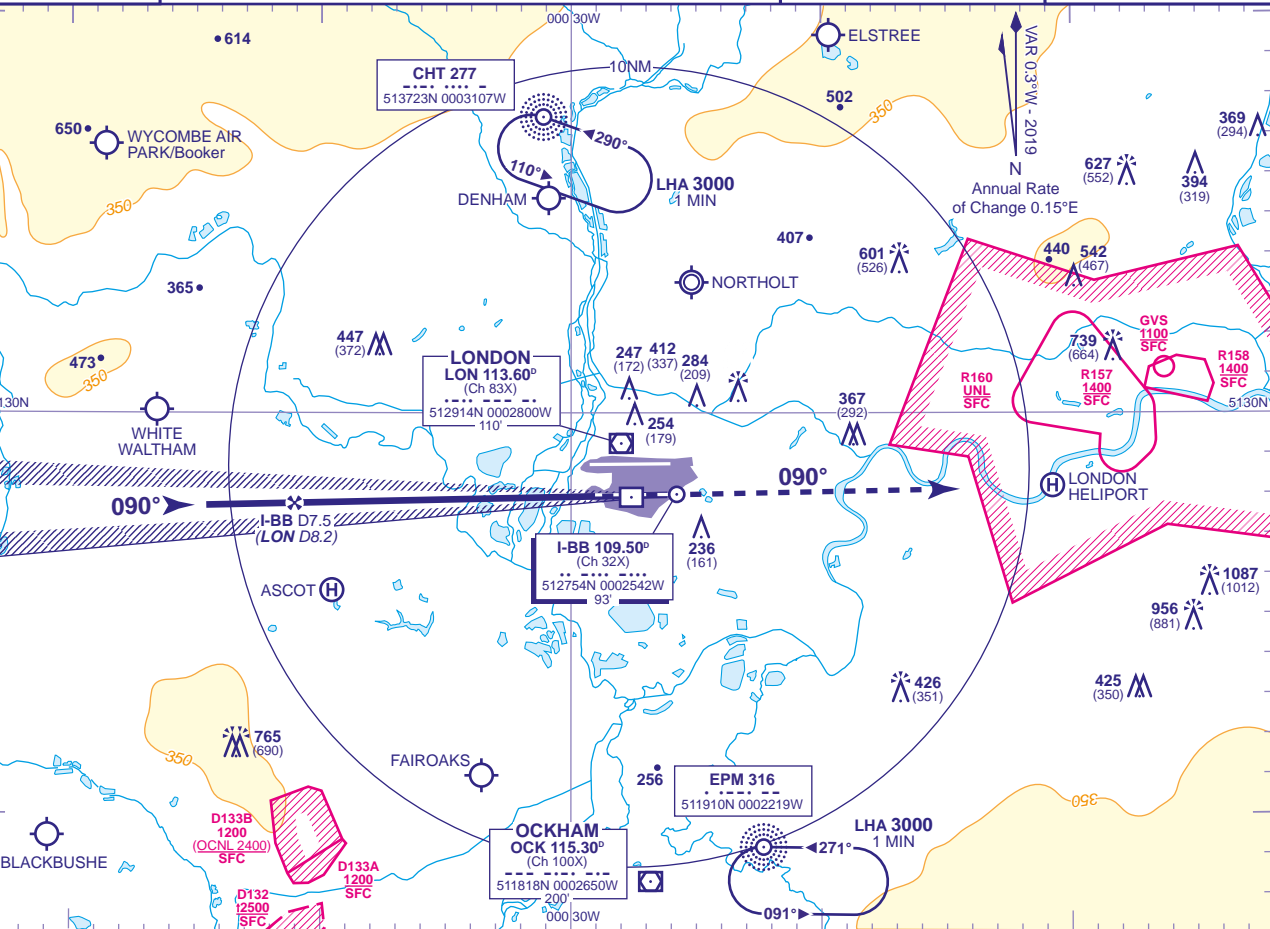 000 30W
614
ELSTREE
VAR 0.3°W - 2019
10NM
CHT 277
513723N 0003107W
502
350
369
(294)
650
WYCOMBE AIR
PARK/Booker
290°
110°
627
(552)
N
Annual Rate
of Change 0.15°E
394
(319)
350
DENHAM
LHA 3000
1 MIN
407
601
(526)
440
542
(467)
365
NORTHOLT
447
(372)
GVS
1100
SFC
739
(664)
R158
1400
SFC
473
350
LONDON
LON 113.60ᴰ
(Ch 83X)
512914N 0002800W
110'
247
(172)
412
(337)
284
(209)
R160
UNL
SFC
R157
1400
SFC
130N
5130N
367
(292)
254
(179)
WHITE
WALTHAM
090°
090°
LONDON
HELIPORT
H
I-BB D7.5
(LON D8.2)
236
(161)
I-BB 109.50ᴰ
(Ch 32X)
512754N 0002542W
93'
ASCOT
H
1087
(1012)
956
(881)
426
(351)
425
(350)
765
(690)
350
FAIROAKS
256
EPM 316
511910N 0002219W
350
D133B
1200
(OCNL 2400)
SFC
OCKHAM
OCK 115.30ᴰ
(Ch 100X)
511818N 0002650W
200'
LHA 3000
1 MIN
271°
091°
BLACKBUSHE
D133A
1200
SFC
D132
12500
SFC
000 30W